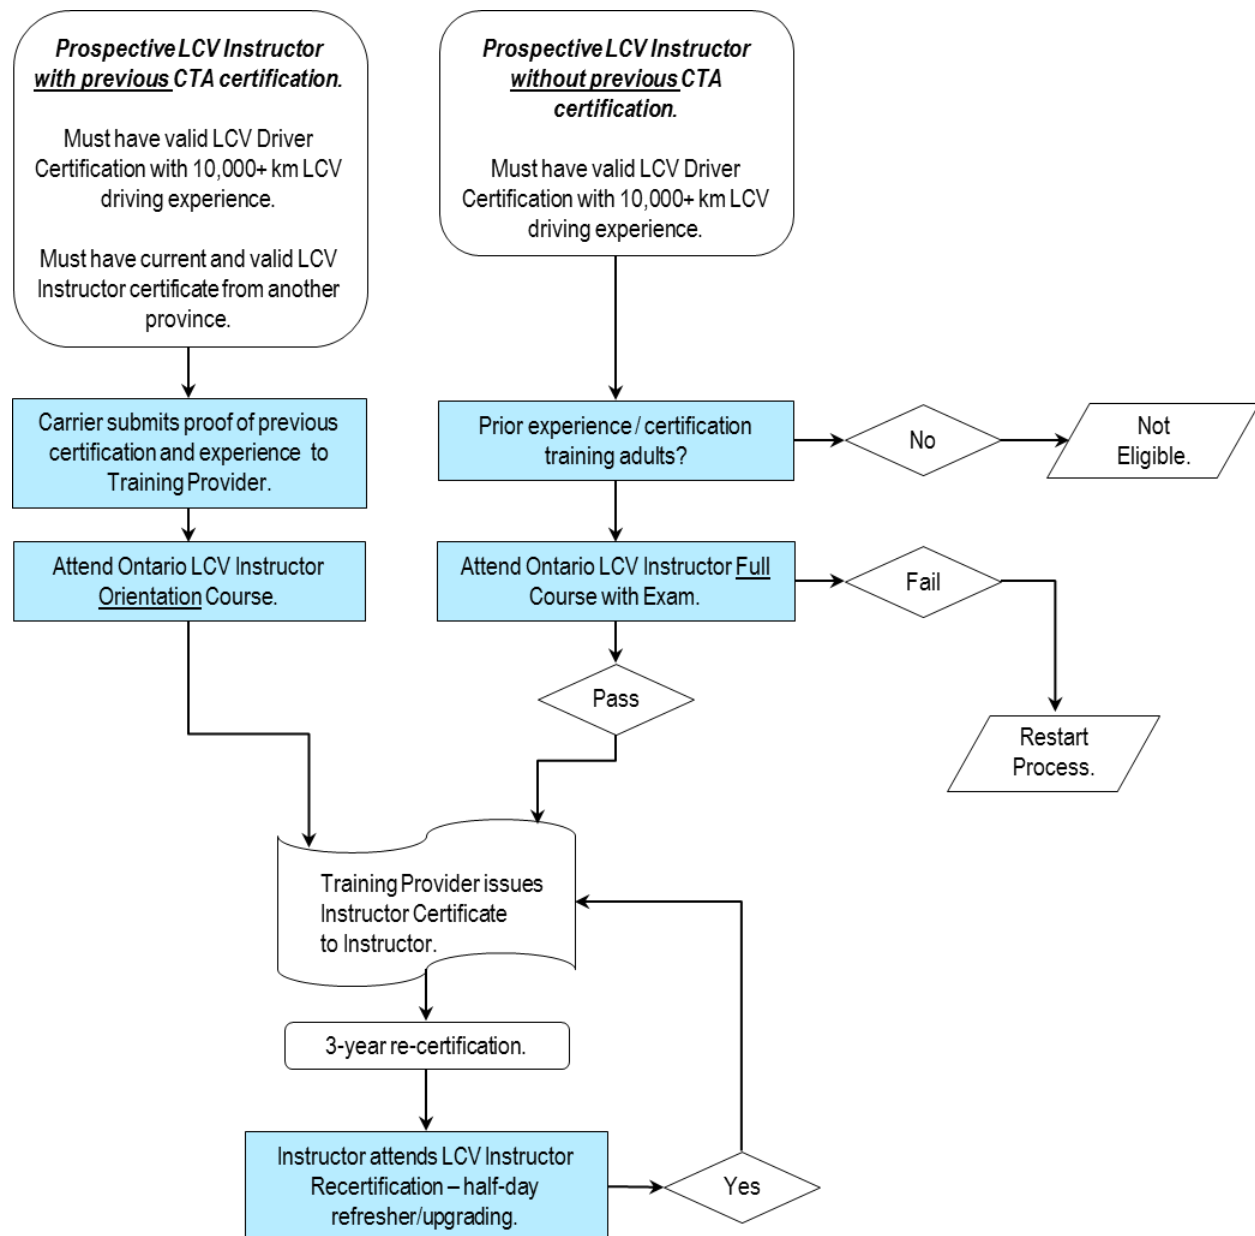 Prospective LCV Instructor
with previous CTA certification.
Must have valid LCV Driver
Certification with 10,000+ km LCV
driving experience.
Must have current and valid LCV
Instructor certificate from another
province.
Prospective LCV Instructor
without previous CTA
certification.
Must have valid LCV Driver
Certification with 10,000+ km LCV
driving experience.
Carrier submits proof of previous
certification and experience to
Training Provider.
Prior experience / certification
training adults?
No
Not
Eligible.
Attend Ontario LCV Instructor
Orientation Course.
Attend Ontario LCV Instructor Full
Course with Exam.
Fail
Pass
Restart
Process.
Training Provider issues
Instructor Certificate
to Instructor.
3-year re-certification.
Instructor attends LCV Instructor
Recertification – half-day
refresher/upgrading.
Yes